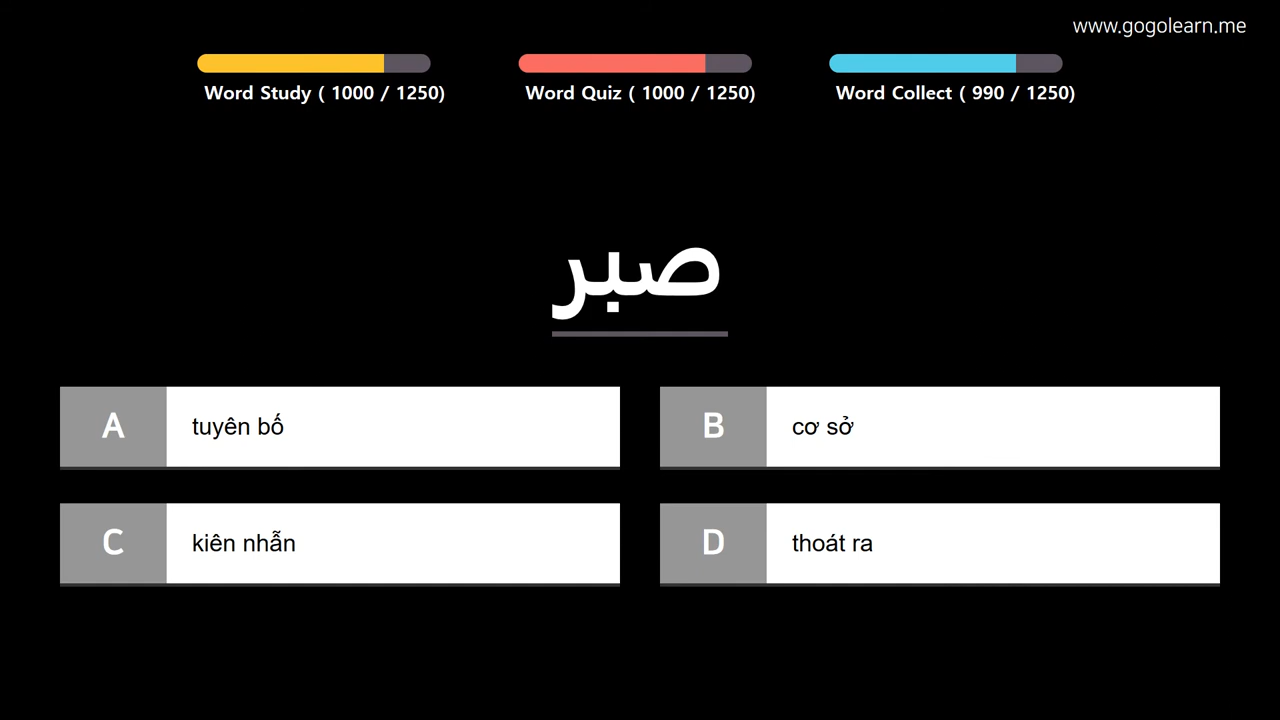 www.gogolearn.me
Word Study ( 1000 / 1250)
Word Quiz ( 1000 / 1250)
Word Collect ( 990 / 1250)
صبر
A
tuyên bố
B
cơ sở
C
kiên nhẫn
D
thoát ra